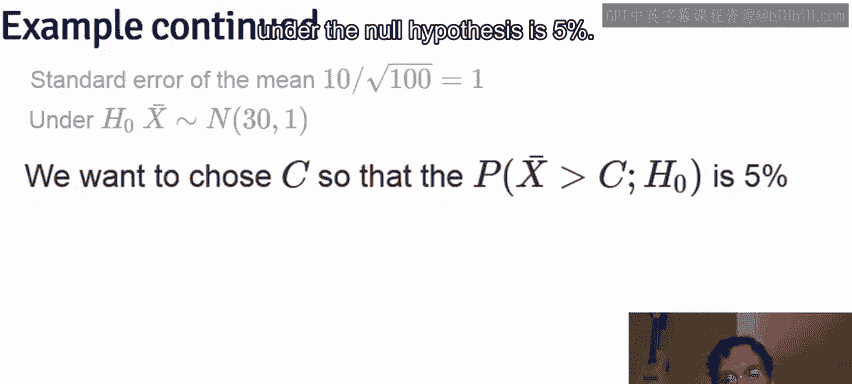 Example continued
under the null hypothesis is 5%.
Standard error of the mean 10/√100 = 1
Under H₀ X̄ ∼ N(30, 1)
We want to chose C so that the P(X̄ > C; H₀) is 5%